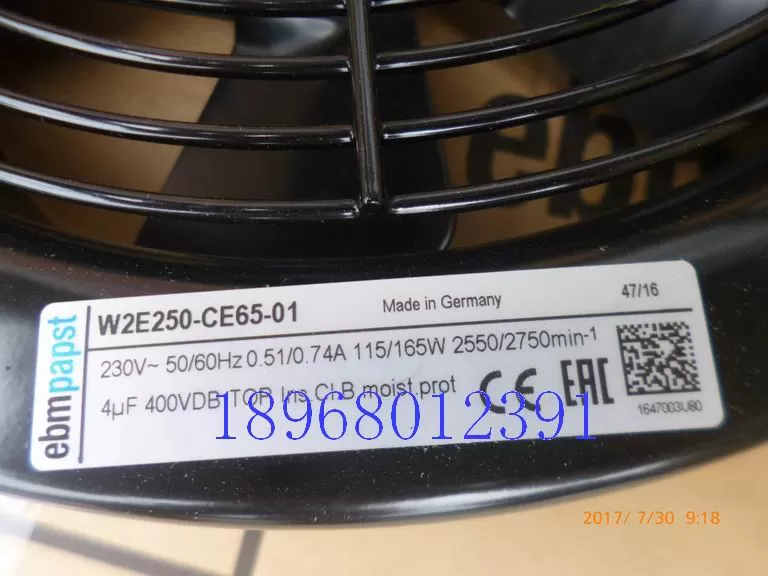 ebm
ebmpapst
W2E250-CE65-01
Made in Germany
47/16
230V~ 50/60Hz 0.51/0.74A 115/165W 2550/2750min-1
4µF 400VDB TOP Ins.Cl.B moist.prot
CE EAC
1647003U80
18968012391
2017/ 7/30 9:18